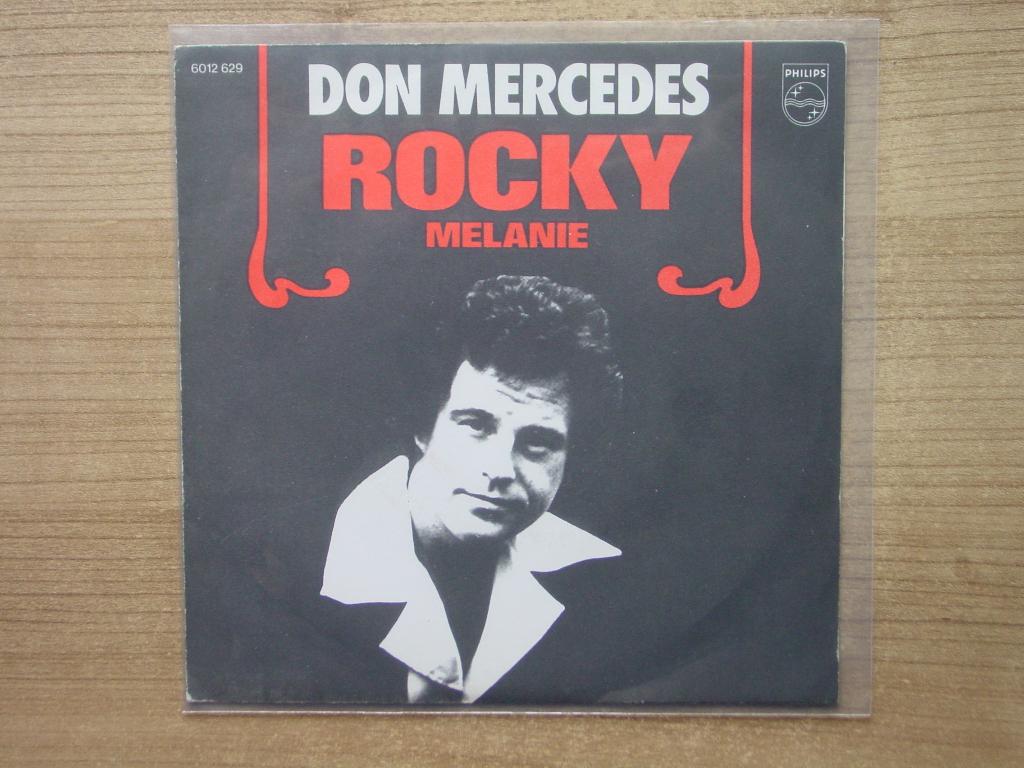 6012 629
DON MERCEDES
PHILIPS
ROCKY
MELANIE